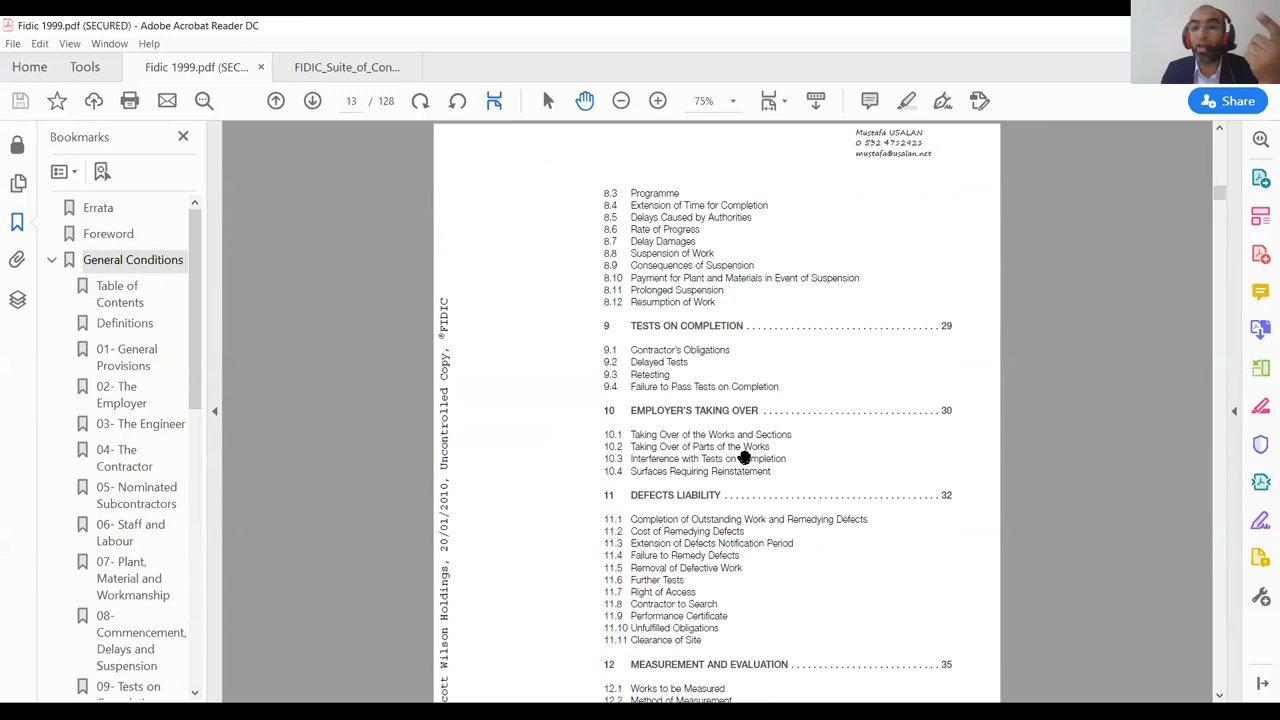 Fidic 1999.pdf (SECURED) - Adobe Acrobat Reader DC
File Edit View Window Help
Home Tools Fidic 1999.pdf (SEC... × FIDIC_Suite_of_Con...
13 / 128 75% Share
Bookmarks
Errata
Foreword
General Conditions
Table of
Contents
Definitions
01- General
Provisions
02- The
Employer
03- The Engineer
04- The
Contractor
05- Nominated
Subcontractors
06- Staff and
Labour
07- Plant,
Material and
Workmanship
08-
Commencement,
Delays and
Suspension
09- Tests on
Mustafa USALAN
0 532 4712921
mustafa@usalan.net
cott Wilson Holdings, 20/01/2010, Uncontrolled Copy, ®FIDIC
8.3 Programme
8.4 Extension of Time for Completion
8.5 Delays Caused by Authorities
8.6 Rate of Progress
8.7 Delay Damages
8.8 Suspension of Work
8.9 Consequences of Suspension
8.10 Payment for Plant and Materials in Event of Suspension
8.11 Prolonged Suspension
8.12 Resumption of Work
9 TESTS ON COMPLETION . . . . . . . . . . . . . . . . . . . . . . . . . . . . . . . . . . 29
9.1 Contractor's Obligations
9.2 Delayed Tests
9.3 Retesting
9.4 Failure to Pass Tests on Completion
10 EMPLOYER'S TAKING OVER . . . . . . . . . . . . . . . . . . . . . . . . . . . . . . . 30
10.1 Taking Over of the Works and Sections
10.2 Taking Over of Parts of the Works
10.3 Interference with Tests on Completion
10.4 Surfaces Requiring Reinstatement
11 DEFECTS LIABILITY . . . . . . . . . . . . . . . . . . . . . . . . . . . . . . . . . . . . . 32
11.1 Completion of Outstanding Work and Remedying Defects
11.2 Cost of Remedying Defects
11.3 Extension of Defects Notification Period
11.4 Failure to Remedy Defects
11.5 Removal of Defective Work
11.6 Further Tests
11.7 Right of Access
11.8 Contractor to Search
11.9 Performance Certificate
11.10 Unfulfilled Obligations
11.11 Clearance of Site
12 MEASUREMENT AND EVALUATION . . . . . . . . . . . . . . . . . . . . . . . . . . . 35
12.1 Works to be Measured
12.2 Method of Measurement